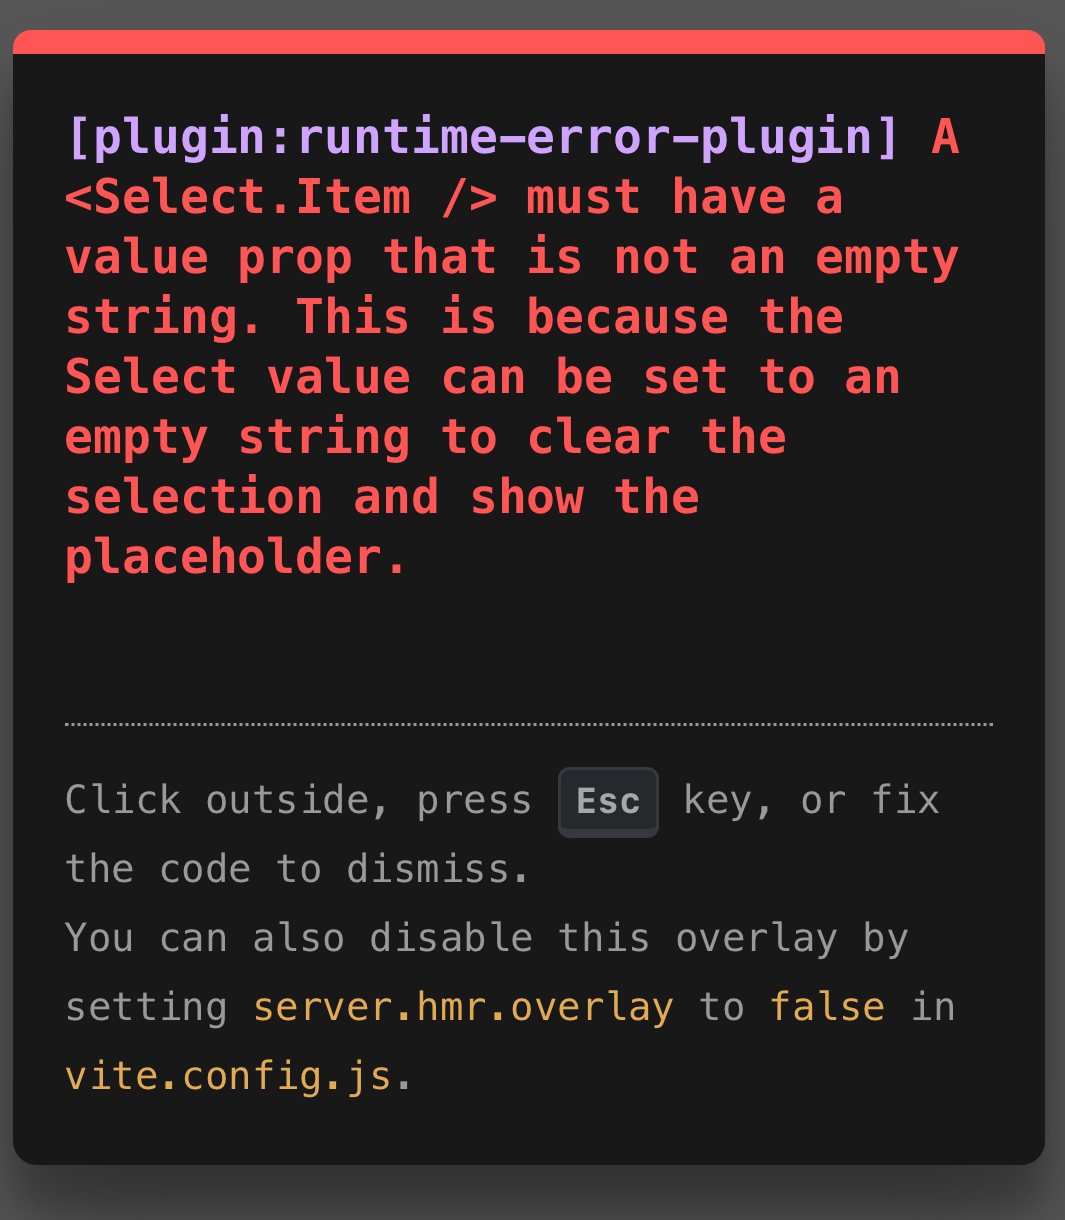 [plugin:runtime-error-plugin] A
<Select.Item /> must have a
value prop that is not an empty
string. This is because the
Select value can be set to an
empty string to clear the
selection and show the
placeholder.
Click outside, press Esc key, or fix
the code to dismiss.
You can also disable this overlay by
setting server.hmr.overlay to false in
vite.config.js.